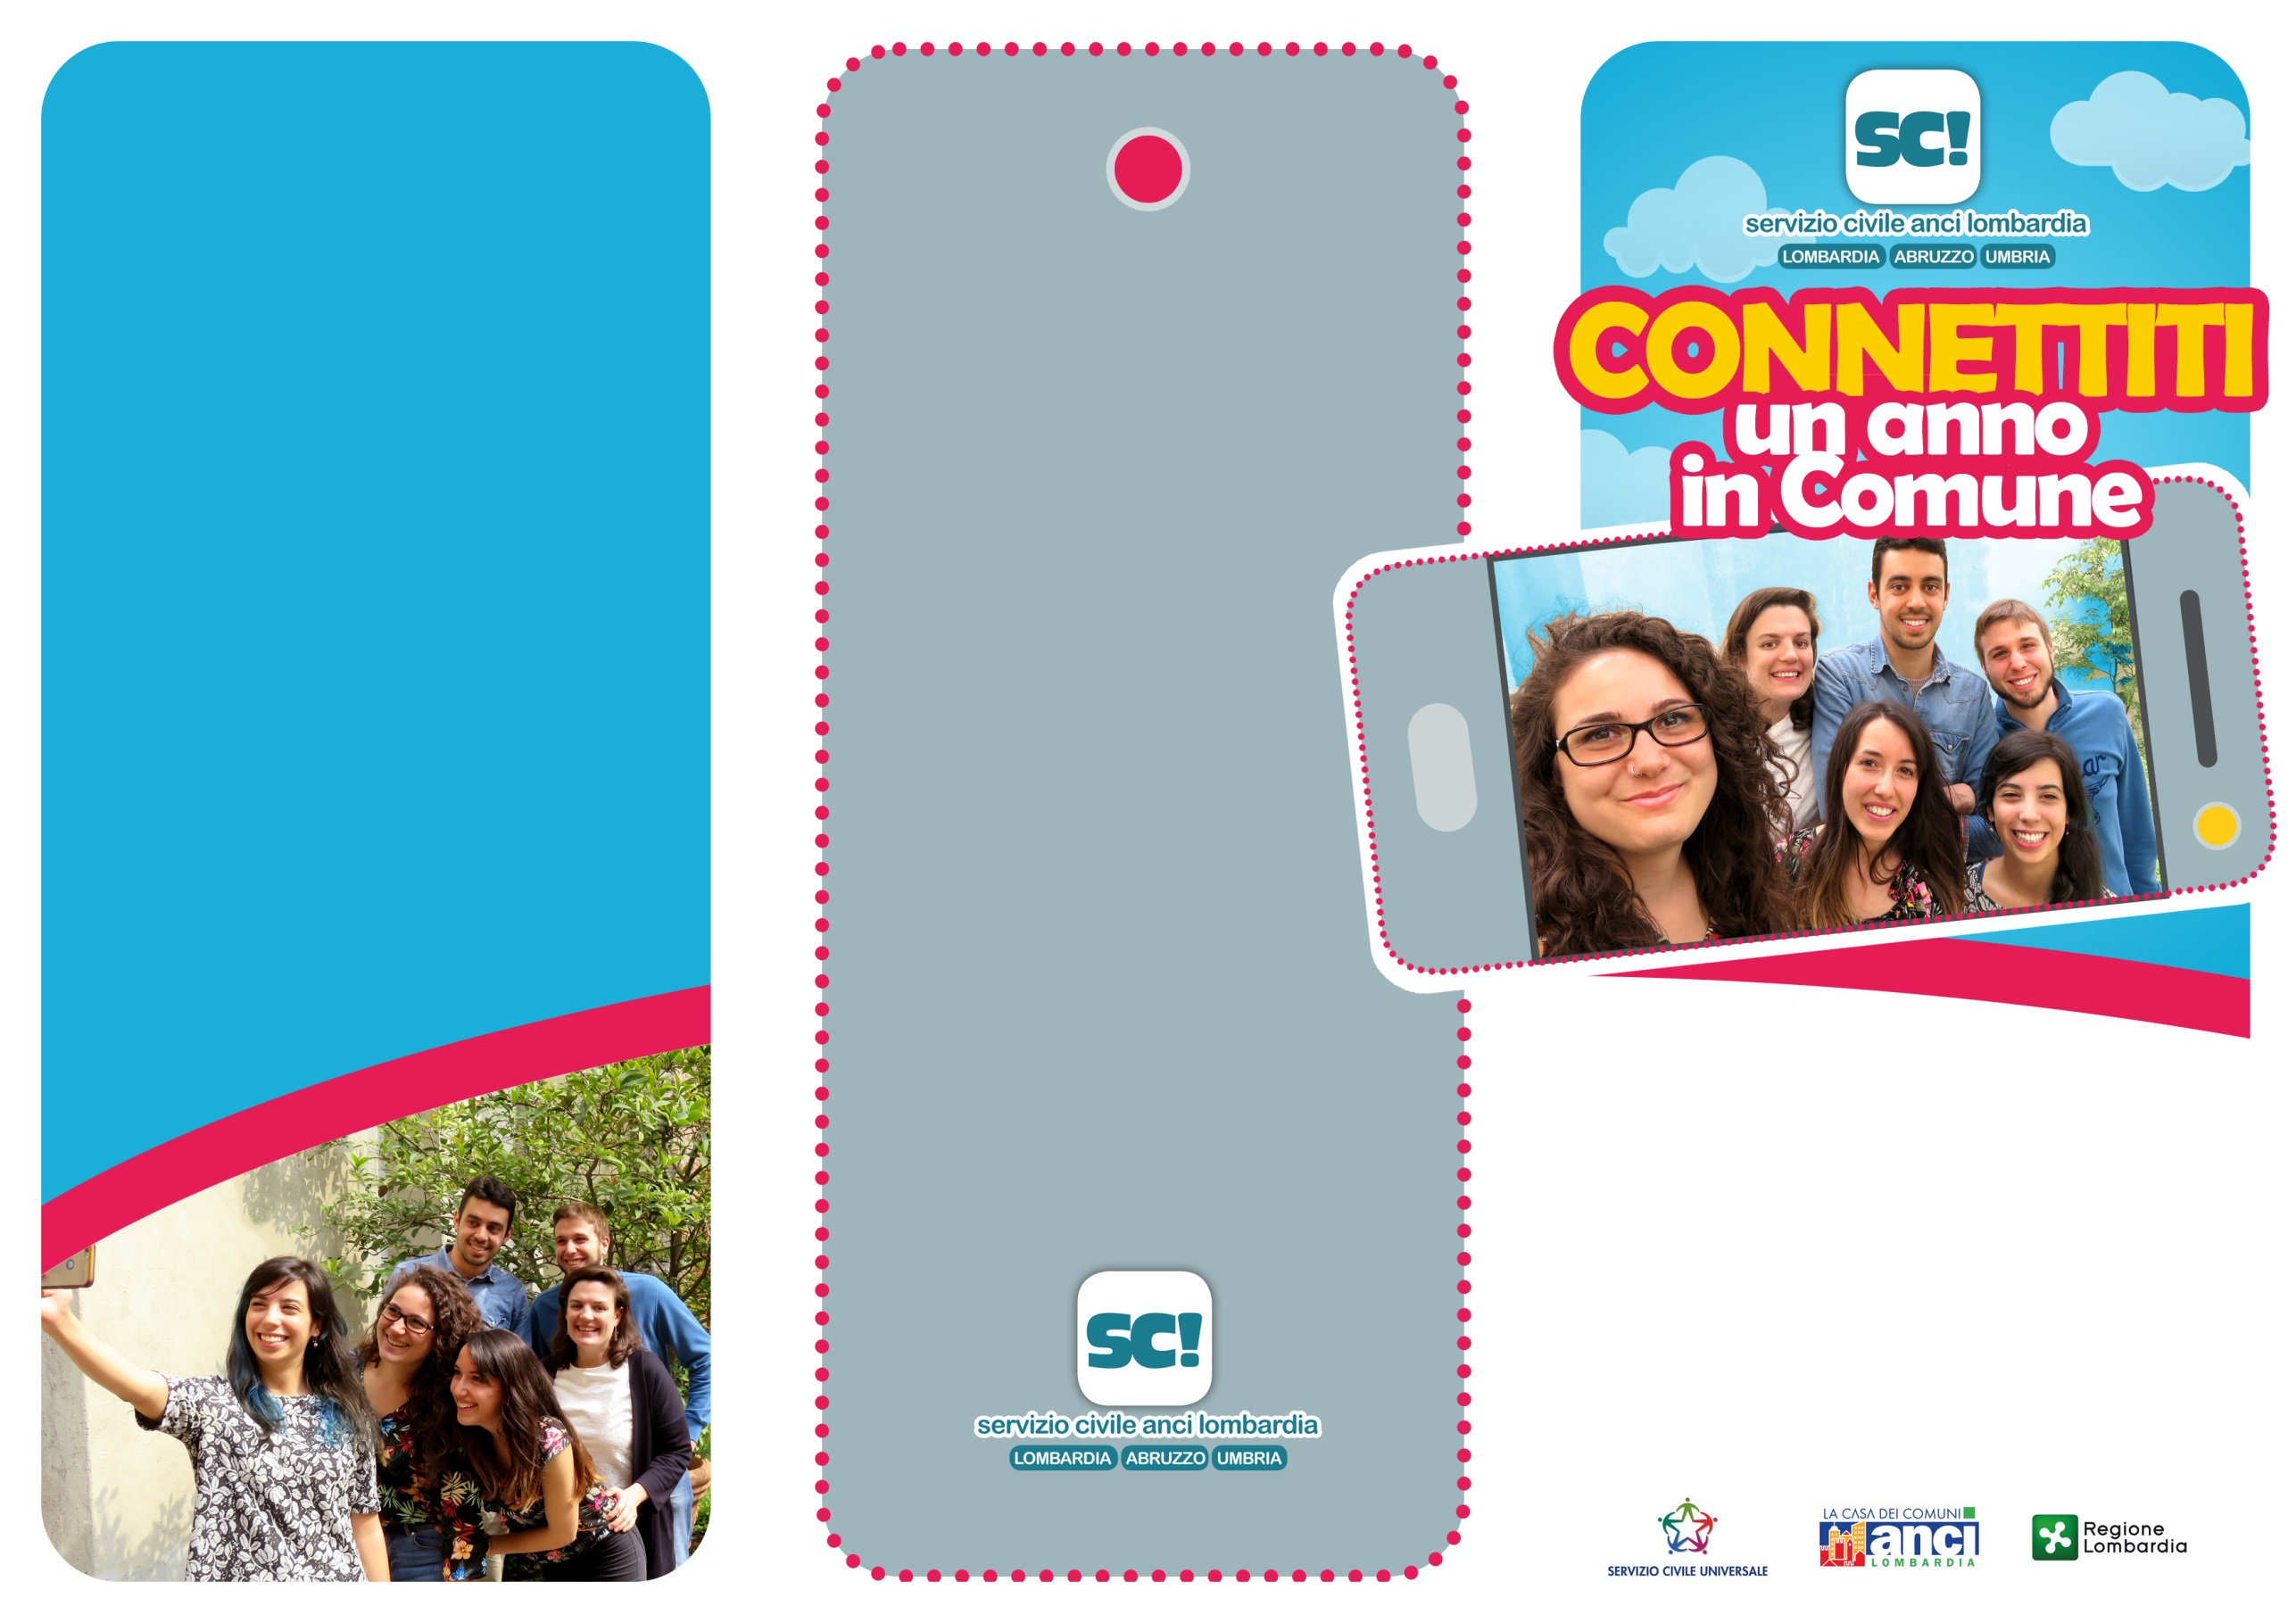 SC!
servizio civile anci lombardia
LOMBARDIA ABRUZZO UMBRIA
SC!
servizio civile anci lombardia
LOMBARDIA ABRUZZO UMBRIA
CONNETTITI
un anno
in Comune
ar
SERVIZIO CIVILE UNIVERSALE
LA CASA DEI COMUNI
anci
LOMBARDIA
Regione
Lombardia